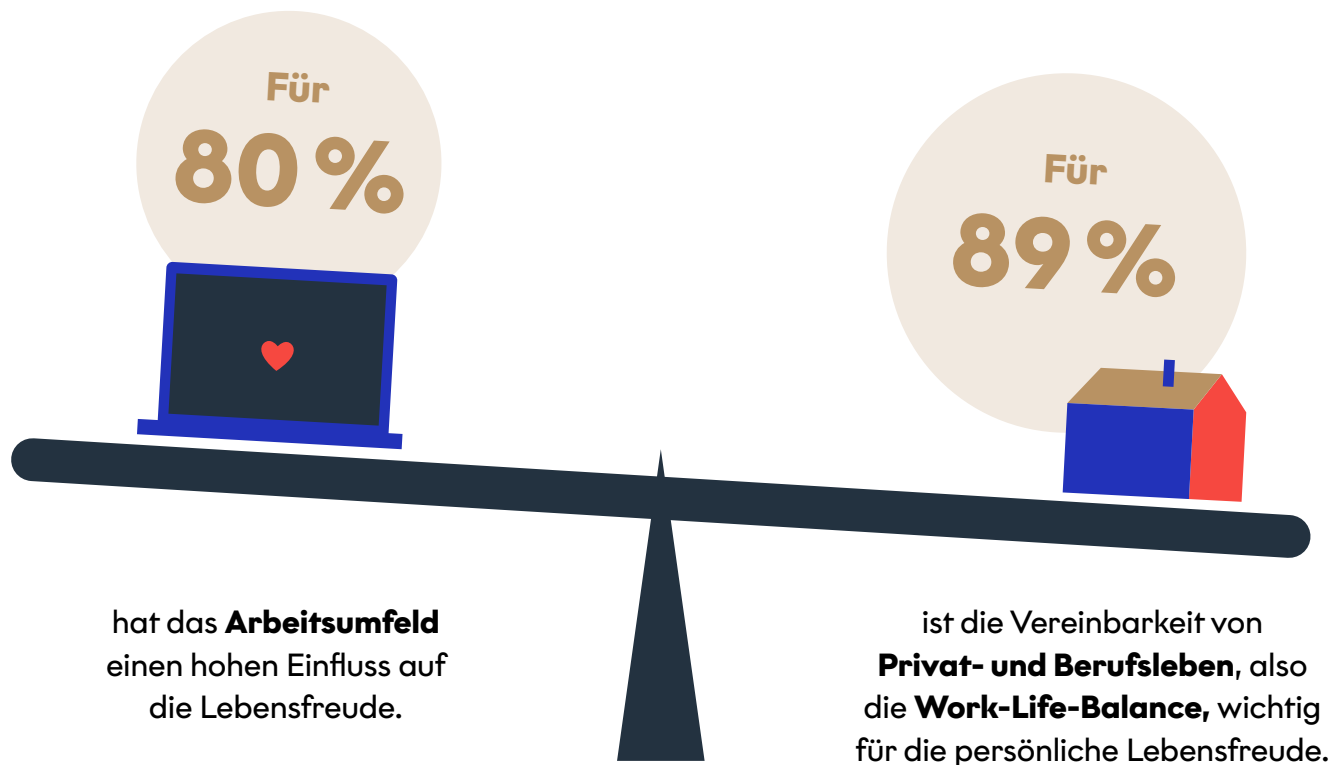 Für
80 %
hat das Arbeitsumfeld
einen hohen Einfluss auf
die Lebensfreude.
Für
89 %
ist die Vereinbarkeit von
Privat- und Berufsleben, also
die Work-Life-Balance, wichtig
für die persönliche Lebensfreude.